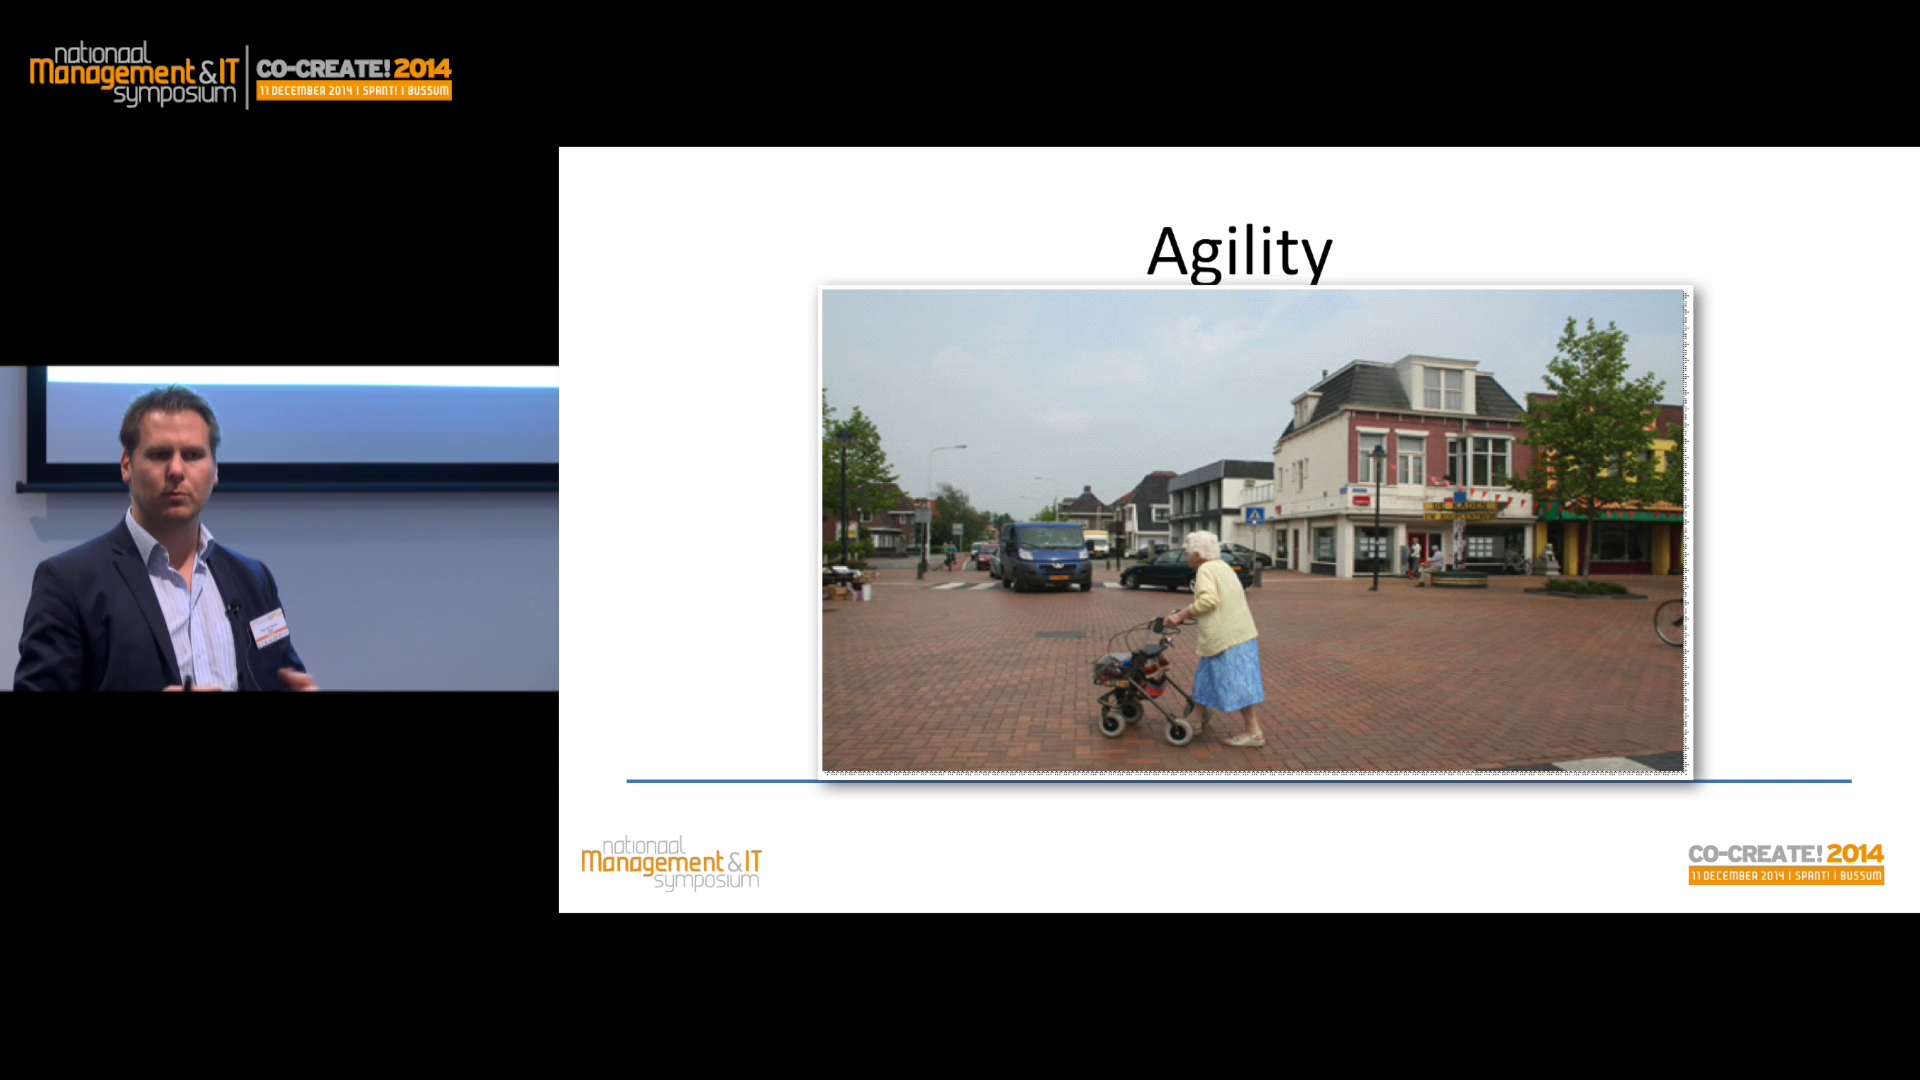 nationaal
Management & IT
symposium
CO-CREATE! 2014
11 DECEMBER 2014 | SPANT! | BUSSUM
Agility
nationaal
Management & IT
symposium
CO-CREATE! 2014
11 DECEMBER 2014 | SPANT! | BUSSUM